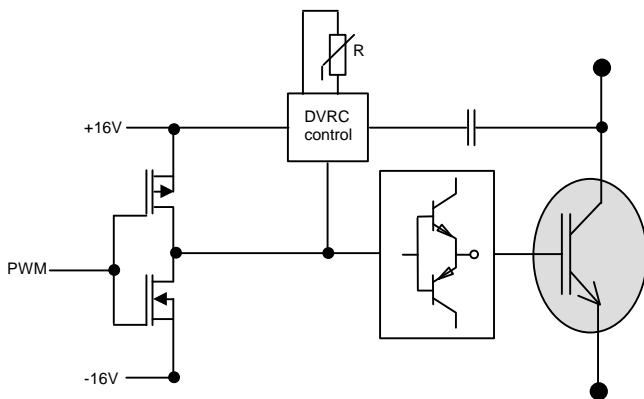 R
DVRC
control
+16V
PWM
-16V